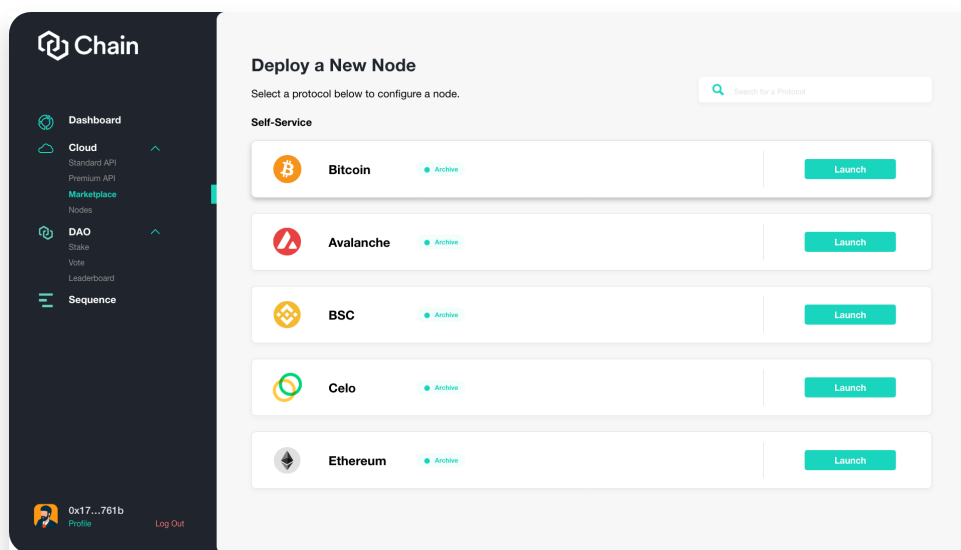 Chain
Dashboard
Cloud
Standard API
Premium API
Marketplace
Nodes
DAO
Stake
Vote
Leaderboard
Sequence
0x17...761b
Profile
Log Out
Deploy a New Node
Select a protocol below to configure a node.
Search for a Protocol
Self-Service
Bitcoin Archive Launch
Avalanche Archive Launch
BSC Archive Launch
Celo Archive Launch
Ethereum Archive Launch